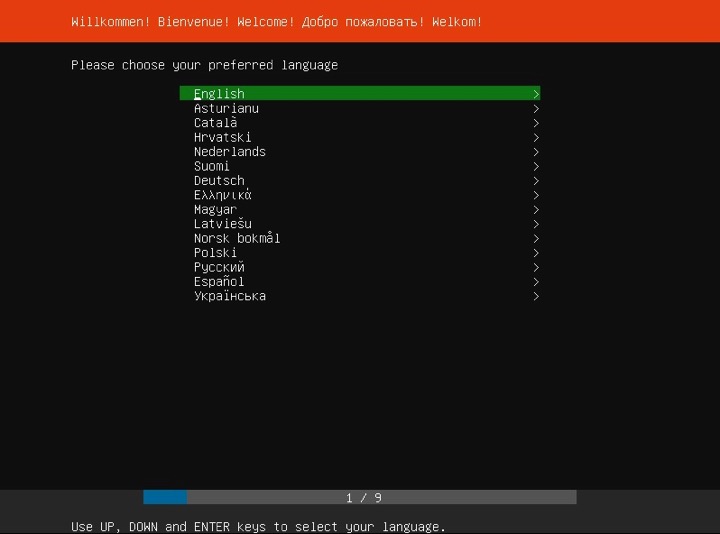 Willkommen! Bienvenue! Welcome! Добро пожаловать! Welkom!
Please choose your preferred language
English >
Asturianu >
Català >
Hrvatski >
Nederlands >
Suomi >
Deutsch >
Ελληνικά >
Magyar >
Latviešu >
Norsk bokmål >
Polski >
Русский >
Español >
Українська >
1 / 9
Use UP, DOWN and ENTER keys to select your language.